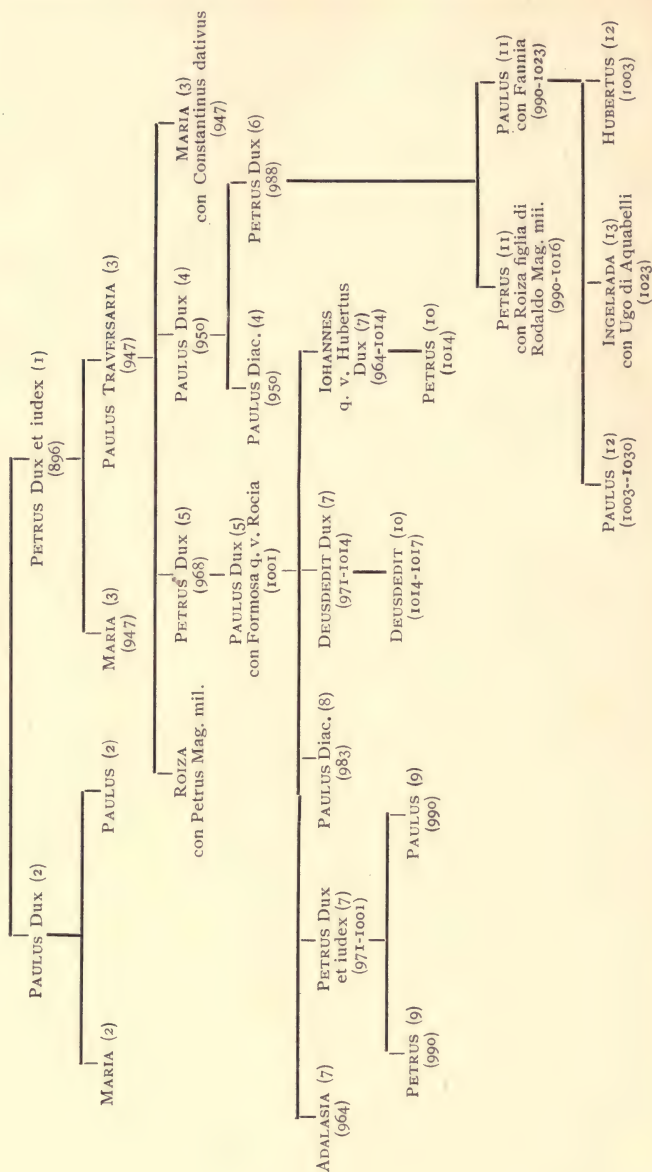 PAULUS Dux (2)
PETRUS Dux et iudex (1)
(896)
MARIA (2)
PAULUS (2)
MARIA (3)
(947)
PAULUS TRAVERSARIA (3)
(947)
ROIZA
con Petrus Mag. mil.
PETRUS Dux (5)
(968)
PAULUS Dux (4)
(950)
MARIA (3)
con Constantinus dativus
(947)
PAULUS Dux (5)
con Formosa q. v. Rocia
(1001)
PAULUS Diac. (4)
(950)
PETRUS Dux (6)
(988)
ADALASIA (7)
(964)
PETRUS Dux
et iudex (7)
(971-1001)
PAULUS Diac. (8)
(983)
DEUSDEDIT Dux (7)
(971-1014)
IOHANNES
q. v. Hubertus
Dux (7)
(964-1014)
PETRUS (9)
(990)
PAULUS (9)
(990)
DEUSDEDIT (10)
(1014-1017)
PETRUS (10)
(1014)
PETRUS (11)
con Roiza figlia di
Rodaldo Mag. mii.
(990-1016)
PAULUS (11)
con Fannia
(990-1023)
PAULUS (12)
(1003--1030)
INGELRADA (13)
con Ugo di Aquabelli
(1023)
HUBERTUS (12)
(1003)